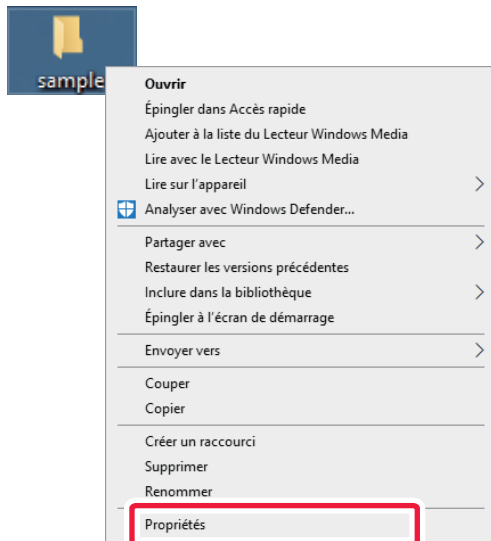 sample
Ouvrir
Épingler dans Accès rapide
Ajouter à la liste du Lecteur Windows Media
Lire avec le Lecteur Windows Media
Lire sur l'appareil
Analyser avec Windows Defender...
Partager avec
Restaurer les versions précédentes
Inclure dans la bibliothèque
Épingler à l'écran de démarrage
Envoyer vers
Couper
Copier
Créer un raccourci
Supprimer
Renommer
Propriétés